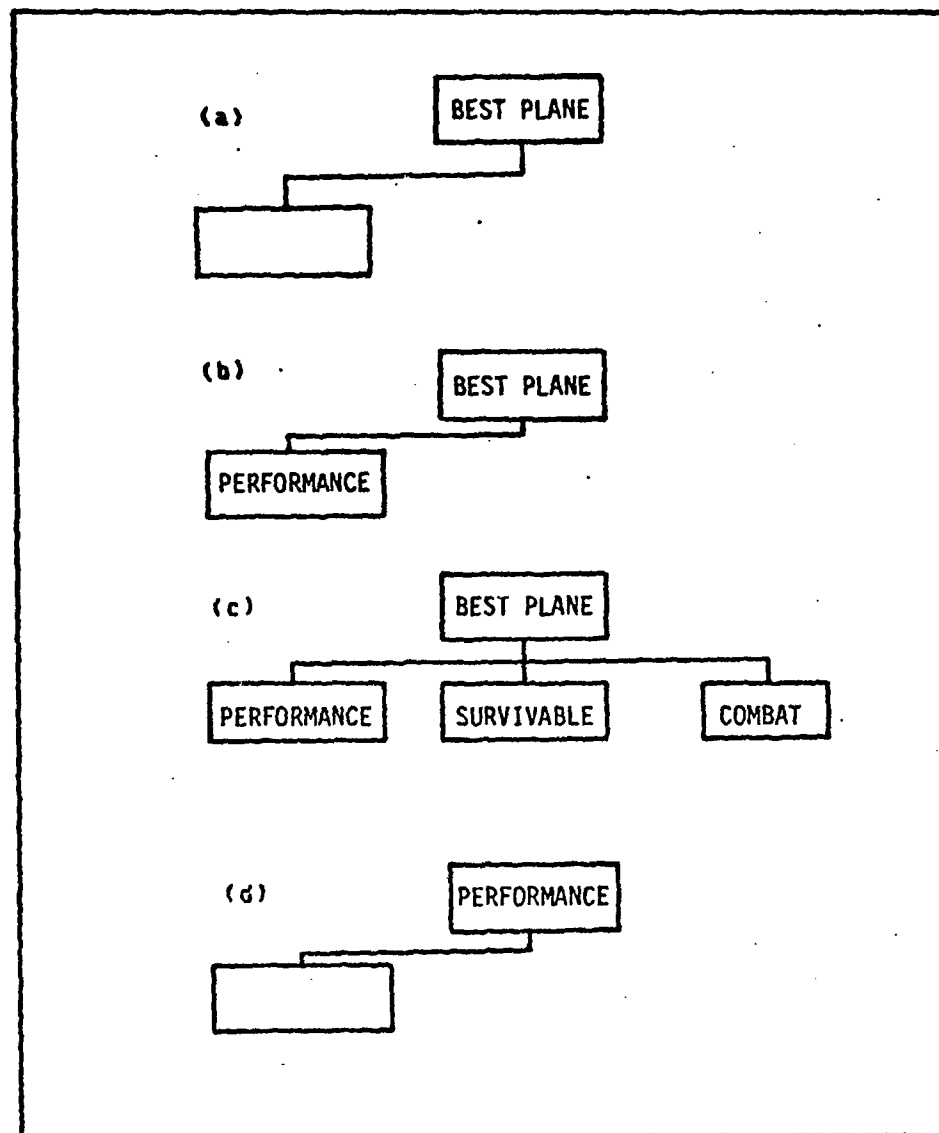 (a)
BEST PLANE
(b)
BEST PLANE
PERFORMANCE
(c)
BEST PLANE
PERFORMANCE SURVIVABLE COMBAT
(d)
PERFORMANCE